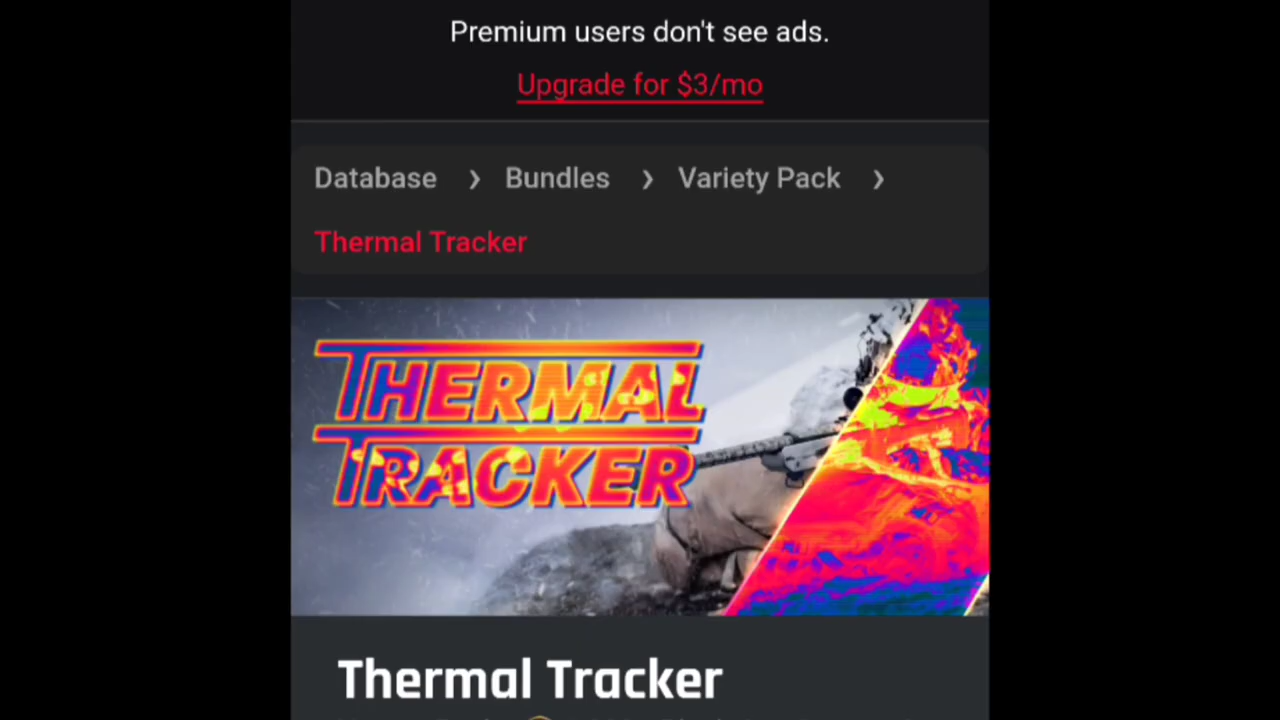 Premium users don't see ads.
Upgrade for $3/mo
Database › Bundles › Variety Pack ›
Thermal Tracker
THERMAL
TRACKER
Thermal Tracker